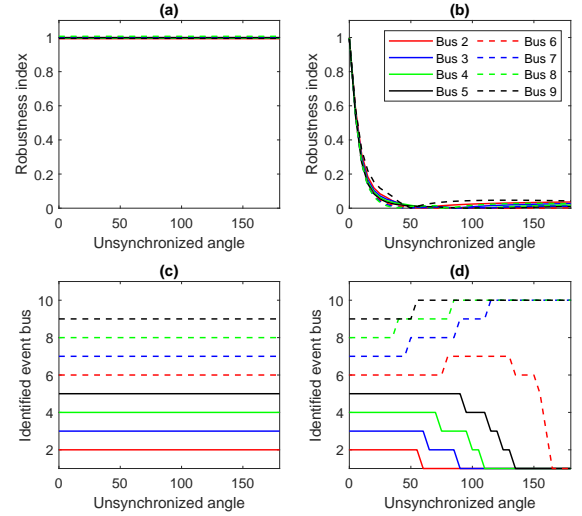 (a)
Robustness index
1
0.8
0.6
0.4
0.2
0
0 50 100 150
Unsynchronized angle
(b)
Robustness index
1
0.8
0.6
0.4
0.2
0
Bus 2 Bus 6
Bus 3 Bus 7
Bus 4 Bus 8
Bus 5 Bus 9
0 50 100 150
Unsynchronized angle
(c)
Identified event bus
10
8
6
4
2
0 50 100 150
Unsynchronized angle
(d)
Identified event bus
10
8
6
4
2
0 50 100 150
Unsynchronized angle